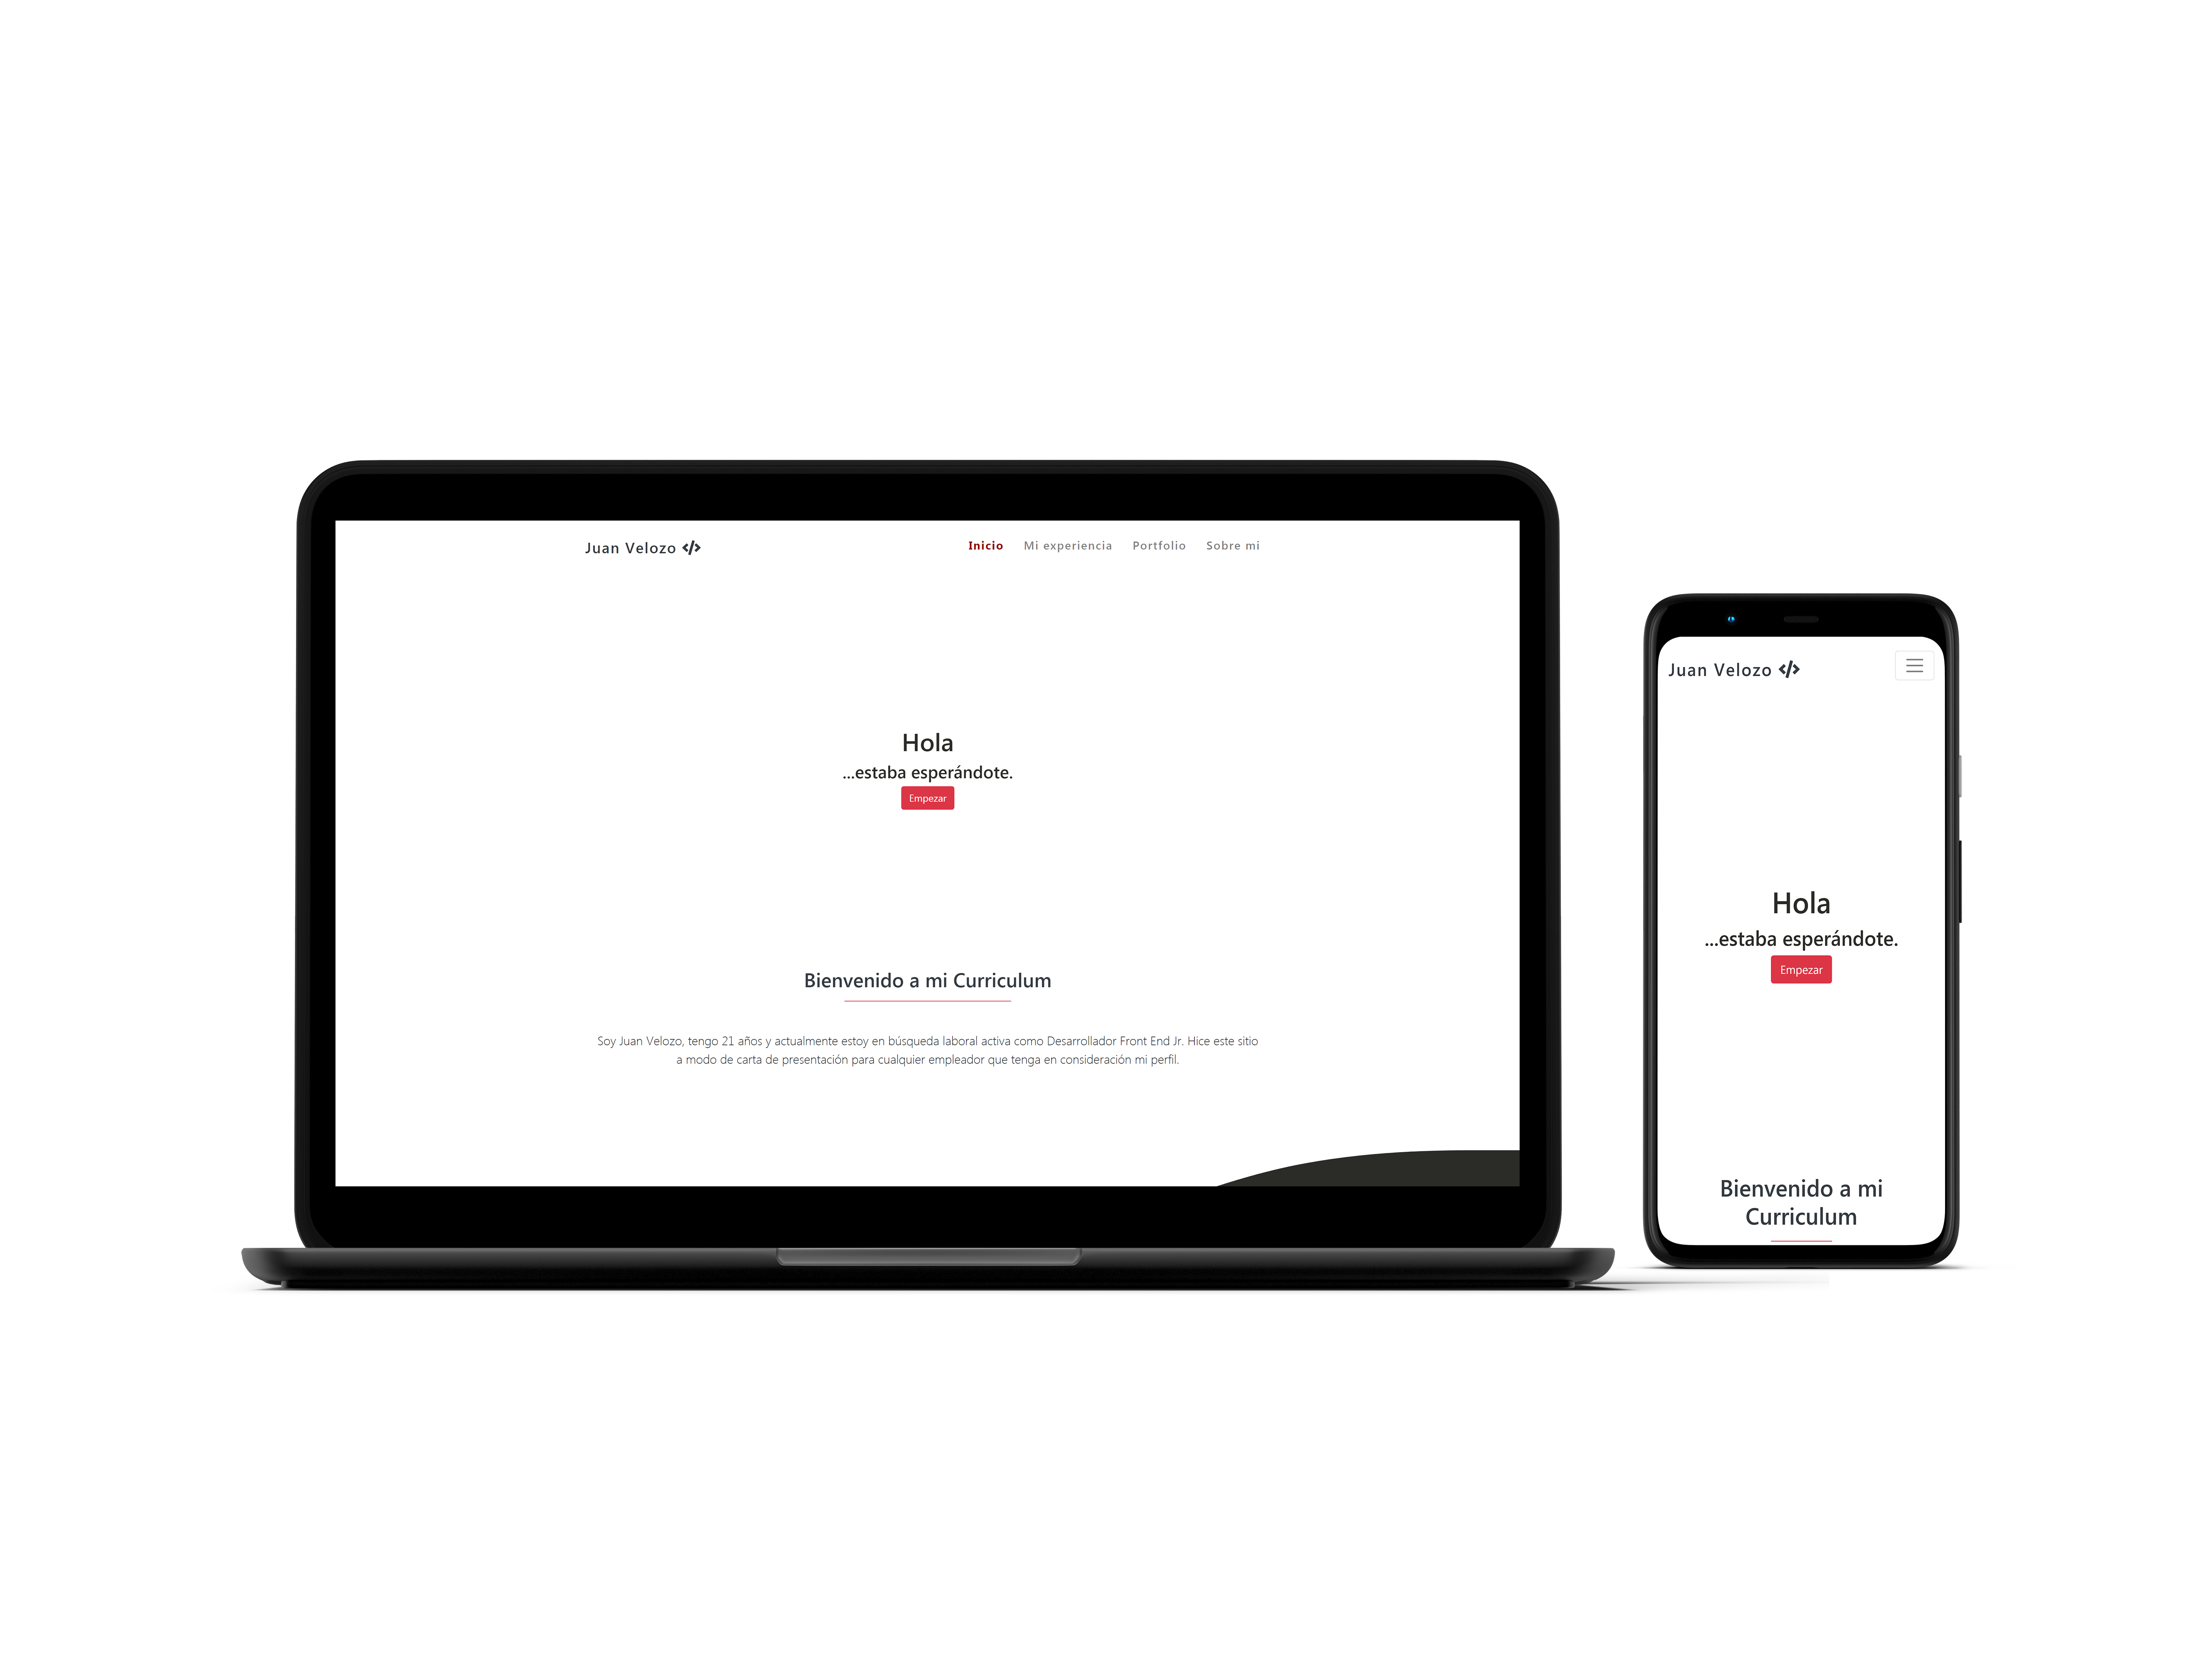 Juan Velozo </>
Inicio Mi experiencia Portfolio Sobre mi
Hola
...estaba esperándote.
Empezar
Bienvenido a mi Curriculum
Soy Juan Velozo, tengo 21 años y actualmente estoy en búsqueda laboral activa como Desarrollador Front End Jr. Hice este sitio
a modo de carta de presentación para cualquier empleador que tenga en consideración mi perfil.
Juan Velozo </>
Hola
...estaba esperándote.
Empezar
Bienvenido a mi
Curriculum